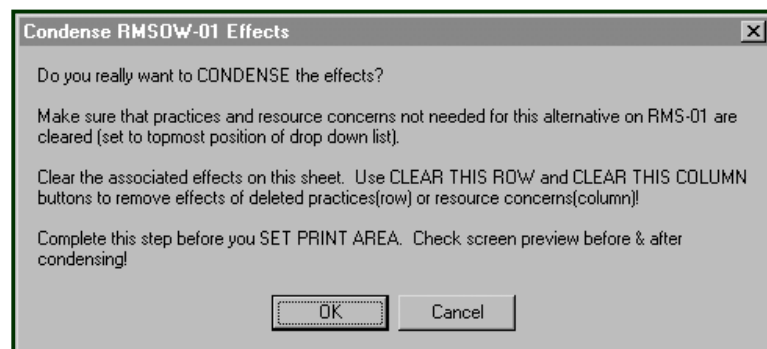 Condense RMSOW-01 Effects
Do you really want to CONDENSE the effects?
Make sure that practices and resource concerns not needed for this alternative on RMS-01 are
cleared (set to topmost position of drop down list).
Clear the associated effects on this sheet.  Use CLEAR THIS ROW and CLEAR THIS COLUMN
buttons to remove effects of deleted practices(row) or resource concerns(column)!
Complete this step before you SET PRINT AREA.  Check screen preview before & after
condensing!
OK
Cancel